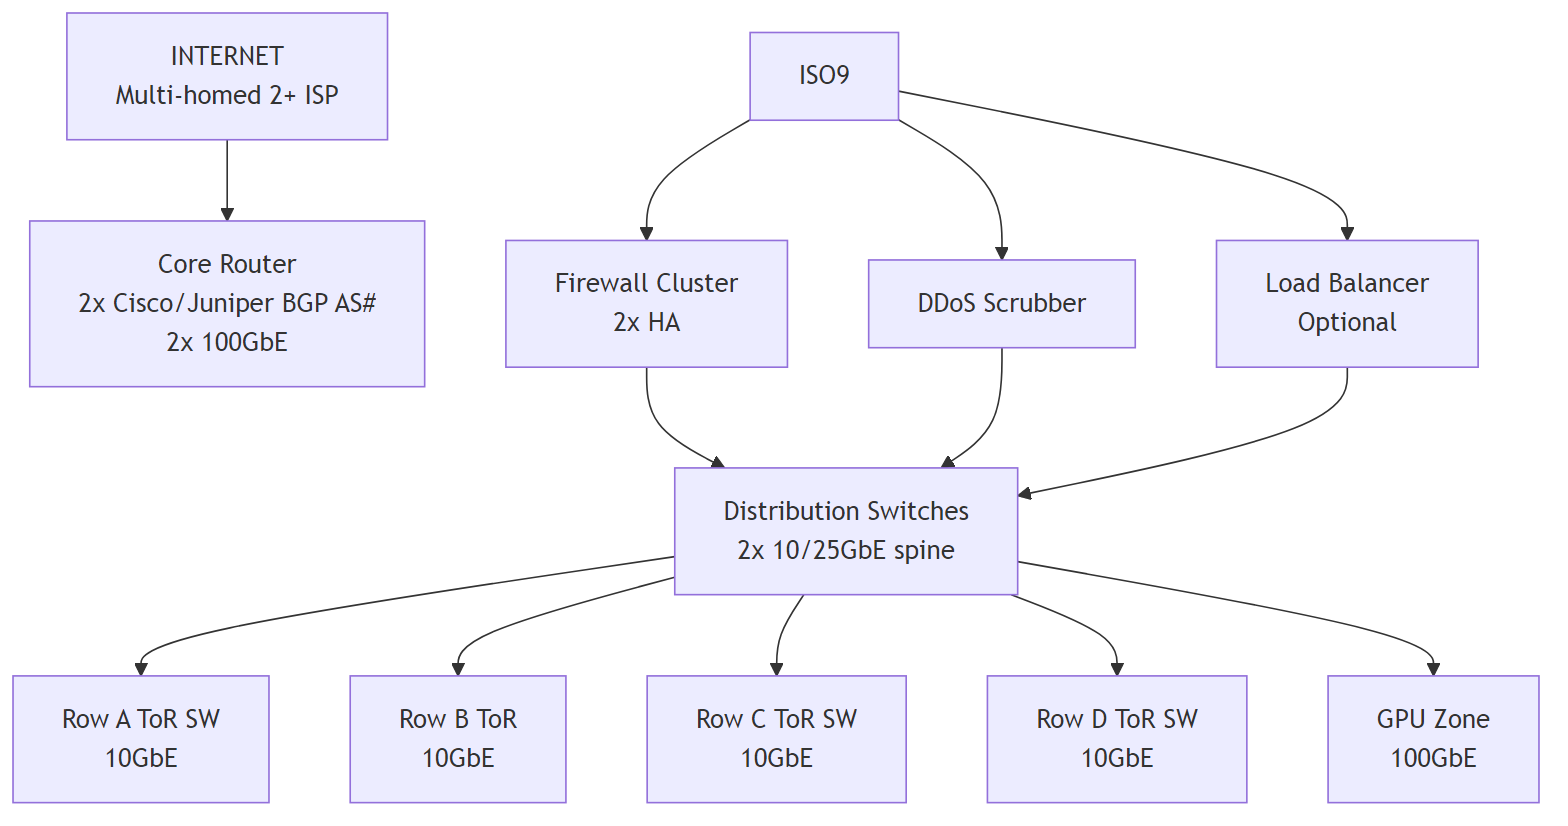 INTERNET
Multi-homed 2+ ISP
ISO9
Core Router
2x Cisco/Juniper BGP AS#
2x 100GbE
Firewall Cluster
2x HA
DDoS Scrubber
Load Balancer
Optional
Distribution Switches
2x 10/25GbE spine
Row A ToR SW
10GbE
Row B ToR
10GbE
Row C ToR SW
10GbE
Row D ToR SW
10GbE
GPU Zone
100GbE